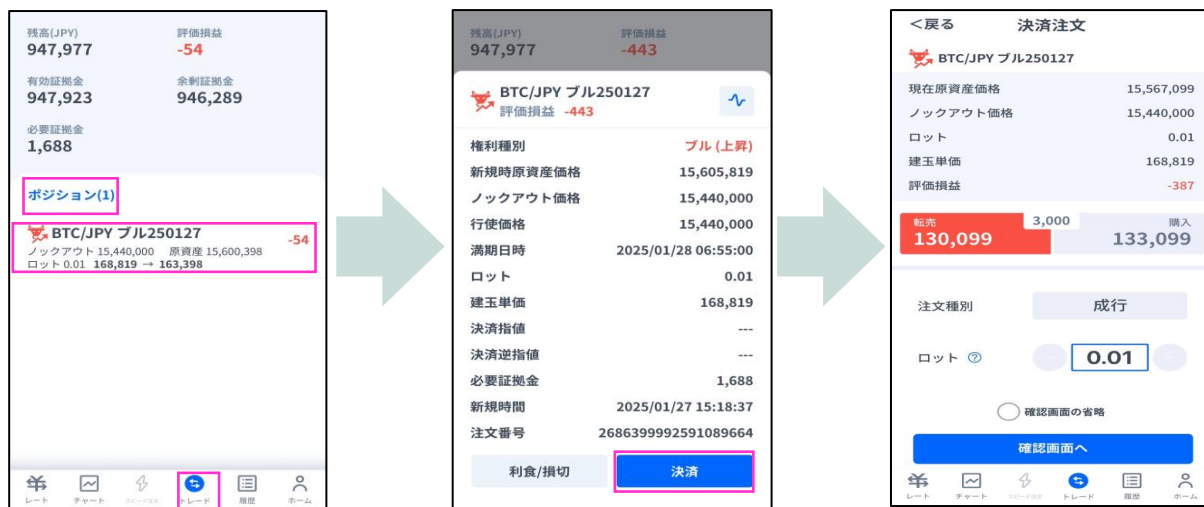 残高(JPY) 評価損益
947,977 -54
有効証拠金 余剰証拠金
947,923 946,289
必要証拠金
1,688
ポジション(1)
BTC/JPY ブル250127
-54
ノックアウト 15,440,000 原資産 15,600,398
ロット 0.01 168,819 → 163,398
レート チャート トレード 履歴 ホーム
残高(JPY) 評価損益
947,977 -443
BTC/JPY ブル250127
評価損益 -443
権利種別 ブル (上昇)
新規時原資産価格 15,605,819
ノックアウト価格 15,440,000
行使価格 15,440,000
満期日時 2025/01/28 06:55:00
ロット 0.01
建玉単価 168,819
決済指値 ---
決済逆指値 ---
必要証拠金 1,688
新規時間 2025/01/27 15:18:37
注文番号 2686399992591089664
利食/損切 決済
<戻る 決済注文
BTC/JPY ブル250127
現在原資産価格 15,567,099
ノックアウト価格 15,440,000
ロット 0.01
建玉単価 168,819
評価損益 -387
転売 3,000 購入
130,099 133,099
注文種別 成行
ロット ? 0.01
確認画面の省略
確認画面へ
レート チャート トレード 履歴 ホーム